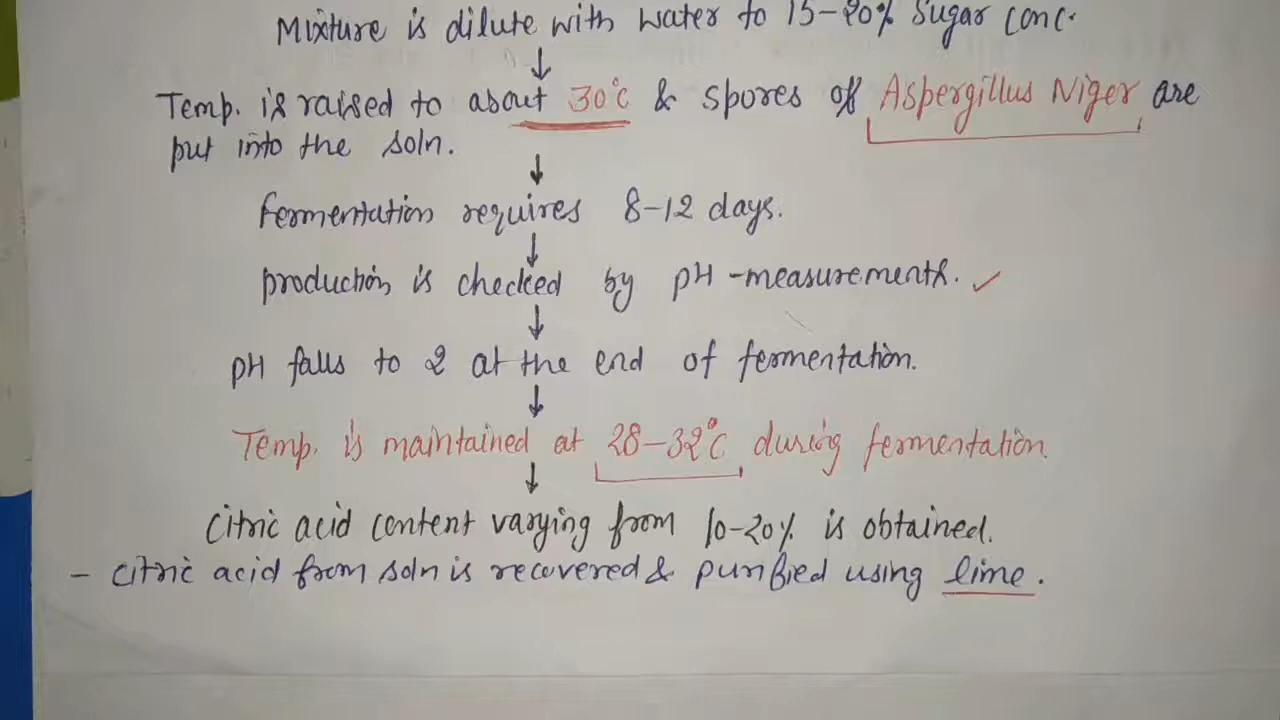 Mixture is dilute with water to 15-20% sugar conc.
↓
Temp. is raised to about 30°C & spores of Aspergillus Niger are
put into the soln.
↓
Fermentation requires 8-12 days.
↓
production is checked by pH-measurements. ✓
↓
pH falls to 2 at the end of fermentation.
↓
Temp. is maintained at 28-32°C during fermentation.
↓
Citric acid content varying from 10-20% is obtained.
- citric acid from soln is recovered & purified using lime.